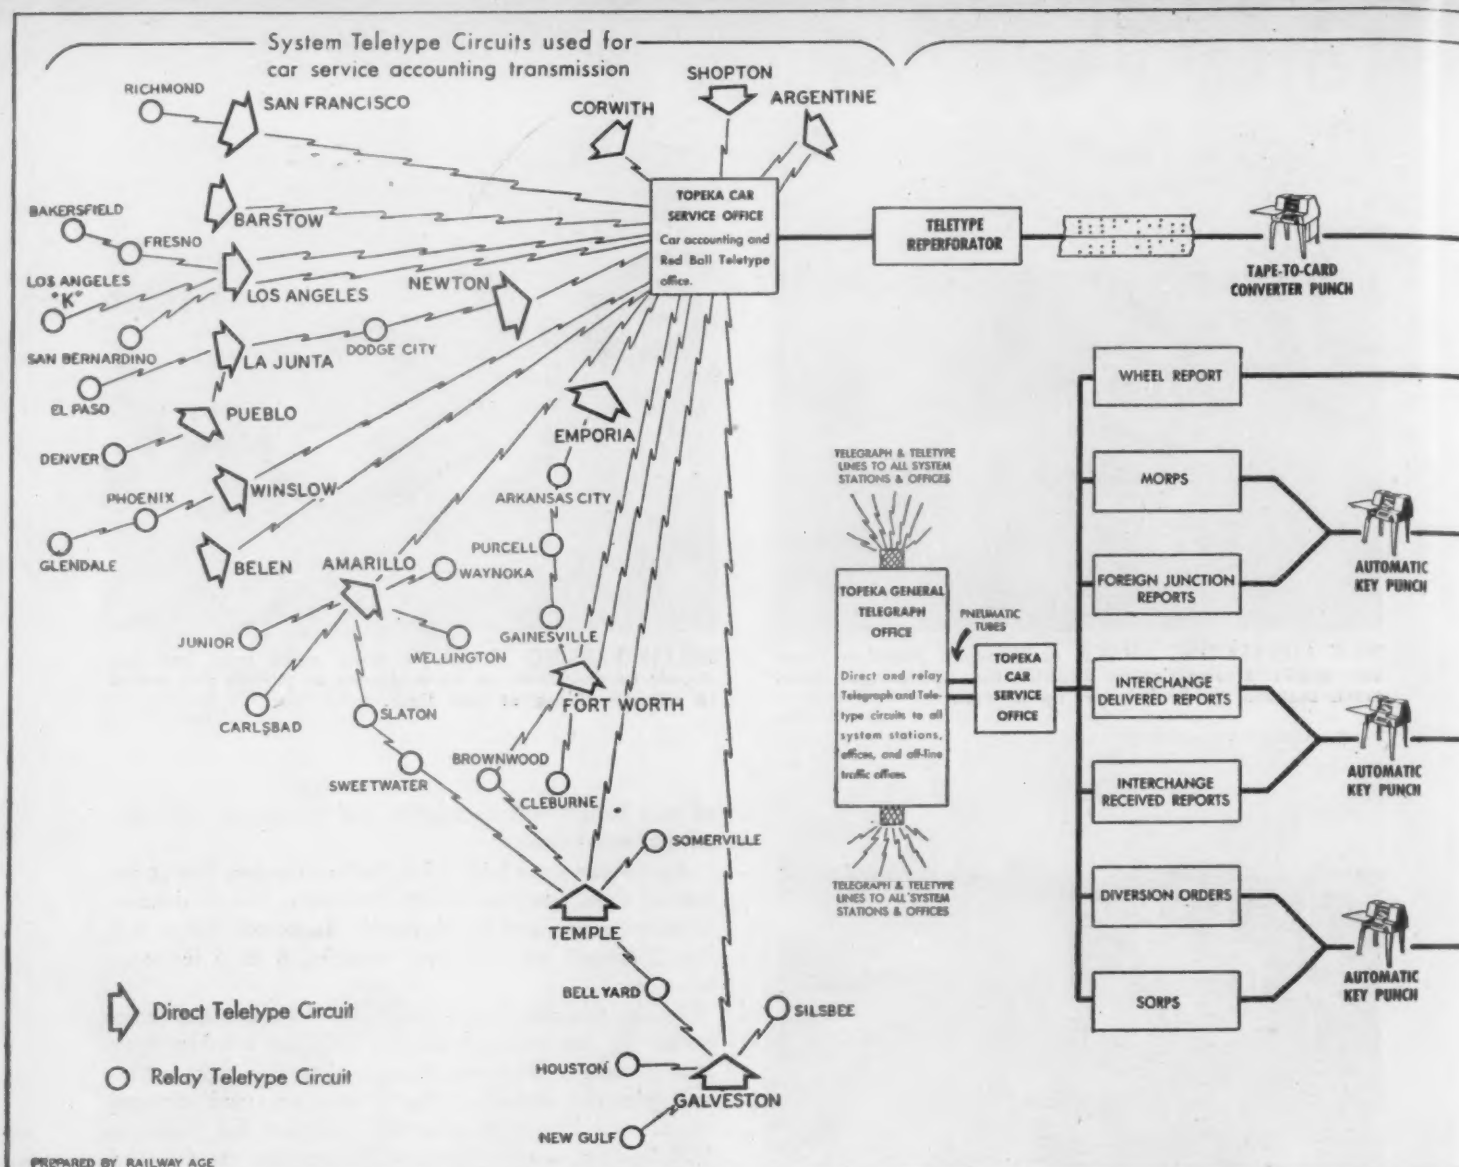 System Teletype Circuits used for
car service accounting transmission
RICHMOND
SAN FRANCISCO
CORWITH
SHOPTON
ARGENTINE
BARSTOW
BAKERSFIELD
FRESNO
LOS ANGELES
"K"
LOS ANGELES
SAN BERNARDINO
NEWTON
DODGE CITY
LA JUNTA
EL PASO
PUEBLO
DENVER
PHOENIX
WINSLOW
GLENDALE
BELEN
AMARILLO
WAYNOKA
JUNIOR
WELLINGTON
CARLSBAD
SLATON
SWEETWATER
EMPORIA
ARKANSAS CITY
PURCELL
GAINESVILLE
FORT WORTH
BROWNWOOD
CLEBURNE
SOMERVILLE
TEMPLE
BELLYARD
SILSBEE
HOUSTON
GALVESTON
NEW GULF
Direct Teletype Circuit
Relay Teletype Circuit
PREPARED BY RAILWAY AGE
TOPEKA CAR
SERVICE OFFICE
Car accounting and
Red Ball Teletype
office.
TELETYPE
REPERFORATOR
TAPE-TO-CARD
CONVERTER PUNCH
TELEGRAPH & TELETYPE
LINES TO ALL SYSTEM
STATIONS & OFFICES
TOPEKA GENERAL
TELEGRAPH
OFFICE
Direct and relay
Telegraph and Tele-
type circuits to all
system stations,
offices, and off-line
traffic offices.
TELEGRAPH & TELETYPE
LINES TO ALL SYSTEM
STATIONS & OFFICES
PNEUMATIC
TUBES
TOPEKA
CAR
SERVICE
OFFICE
WHEEL REPORT
MORPS
FOREIGN JUNCTION
REPORTS
AUTOMATIC
KEY PUNCH
INTERCHANGE
DELIVERED REPORTS
INTERCHANGE
RECEIVED REPORTS
AUTOMATIC
KEY PUNCH
DIVERSION ORDERS
SORPS
AUTOMATIC
KEY PUNCH